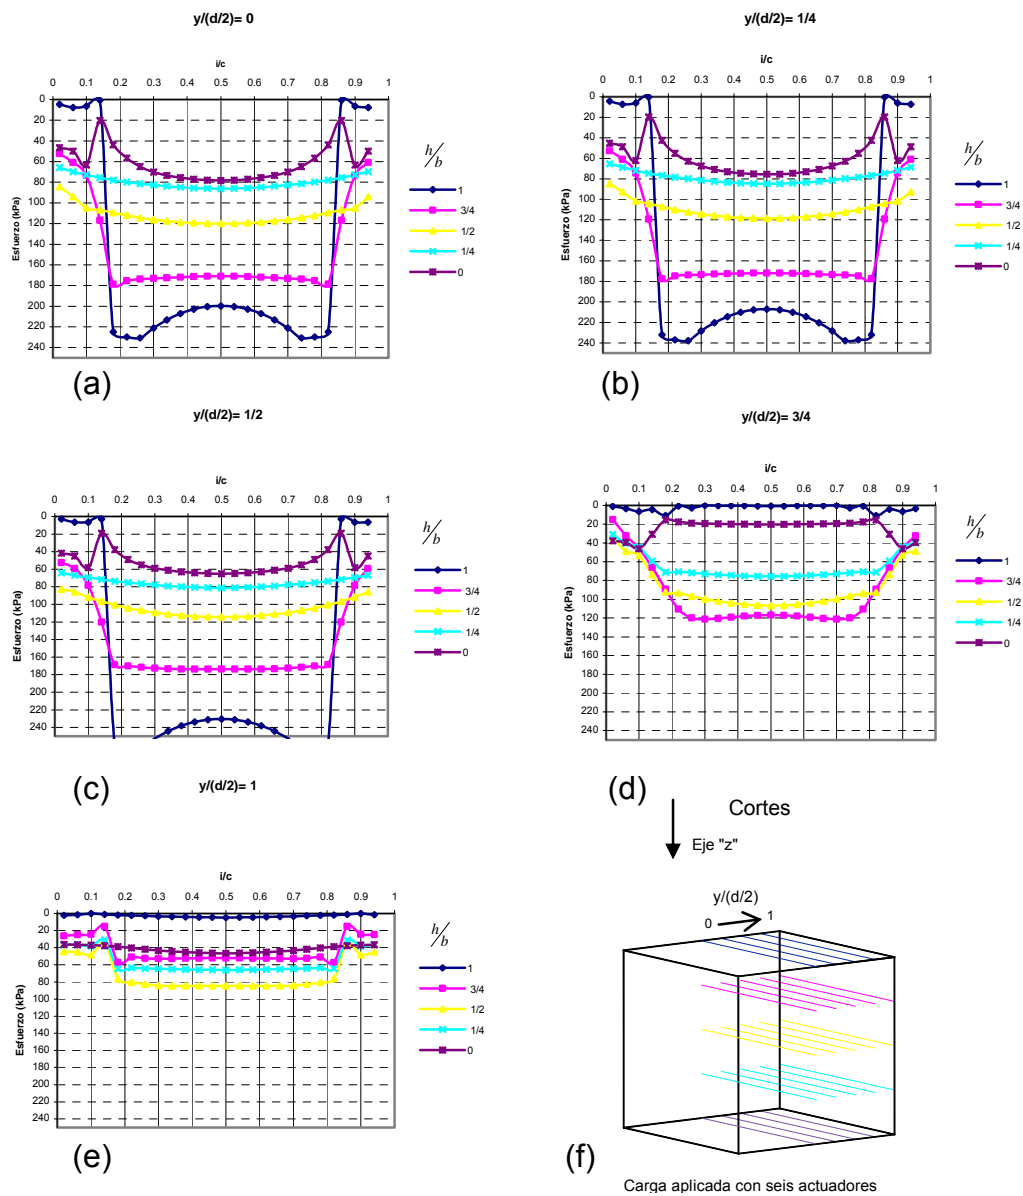 y/(d/2)= 0
i/c
0 0.1 0.2 0.3 0.4 0.5 0.6 0.7 0.8 0.9 1
0
20
40
60
80
100
120
140
160
180
200
220
240
Esfuerzo (kPa)
h/b
1
3/4
1/2
1/4
0
(a)
y/(d/2)= 1/4
i/c
0 0.1 0.2 0.3 0.4 0.5 0.6 0.7 0.8 0.9 1
0
20
40
60
80
100
120
140
160
180
200
220
240
Esfuerzo (kPa)
h/b
1
3/4
1/2
1/4
0
(b)
y/(d/2)= 1/2
i/c
0 0.1 0.2 0.3 0.4 0.5 0.6 0.7 0.8 0.9 1
0
20
40
60
80
100
120
140
160
180
200
220
240
Esfuerzo (kPa)
h/b
1
3/4
1/2
1/4
0
(c)
y/(d/2)= 3/4
i/c
0 0.1 0.2 0.3 0.4 0.5 0.6 0.7 0.8 0.9 1
0
20
40
60
80
100
120
140
160
180
200
220
240
Esfuerzo (kPa)
h/b
1
3/4
1/2
1/4
0
(d)
y/(d/2)= 1
i/c
0 0.1 0.2 0.3 0.4 0.5 0.6 0.7 0.8 0.9 1
0
20
40
60
80
100
120
140
160
180
200
220
240
Esfuerzo (kPa)
h/b
1
3/4
1/2
1/4
0
(e)
Cortes
Eje "z"
y/(d/2)
0 1
(f)
Carga aplicada con seis actuadores